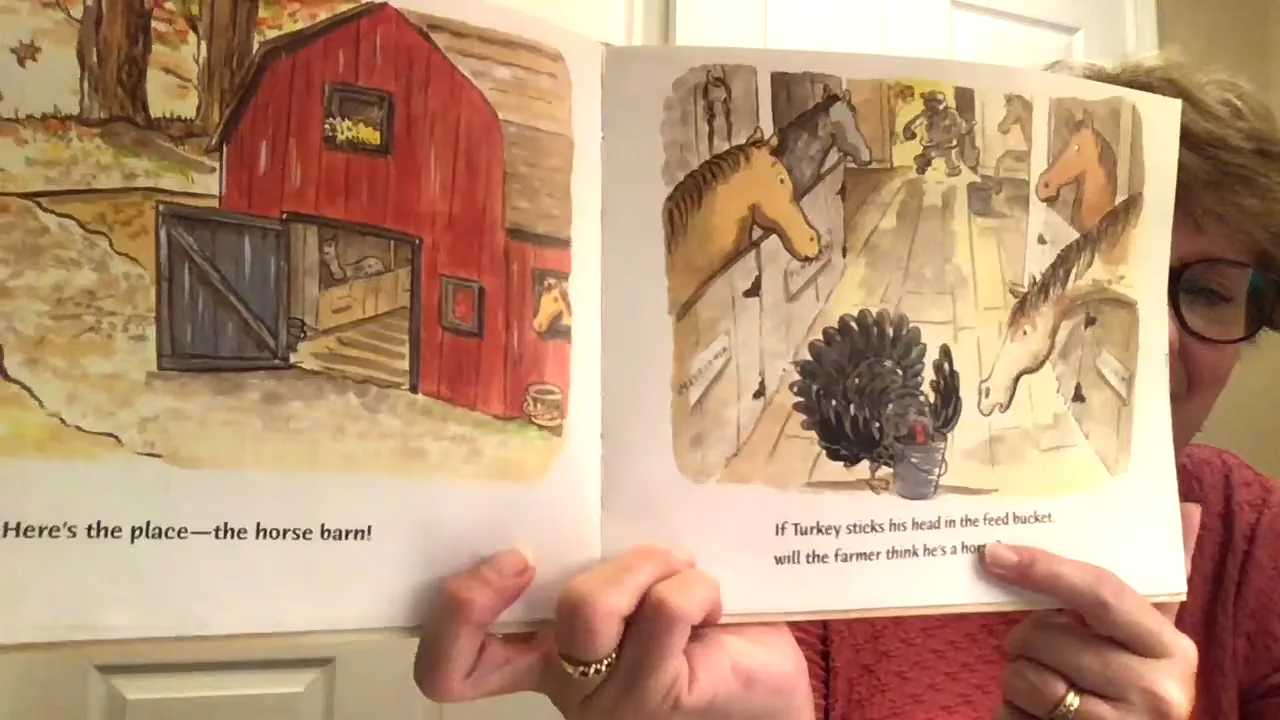 Here's the place—the horse barn!
If Turkey sticks his head in the feed bucket,
will the farmer think he's a